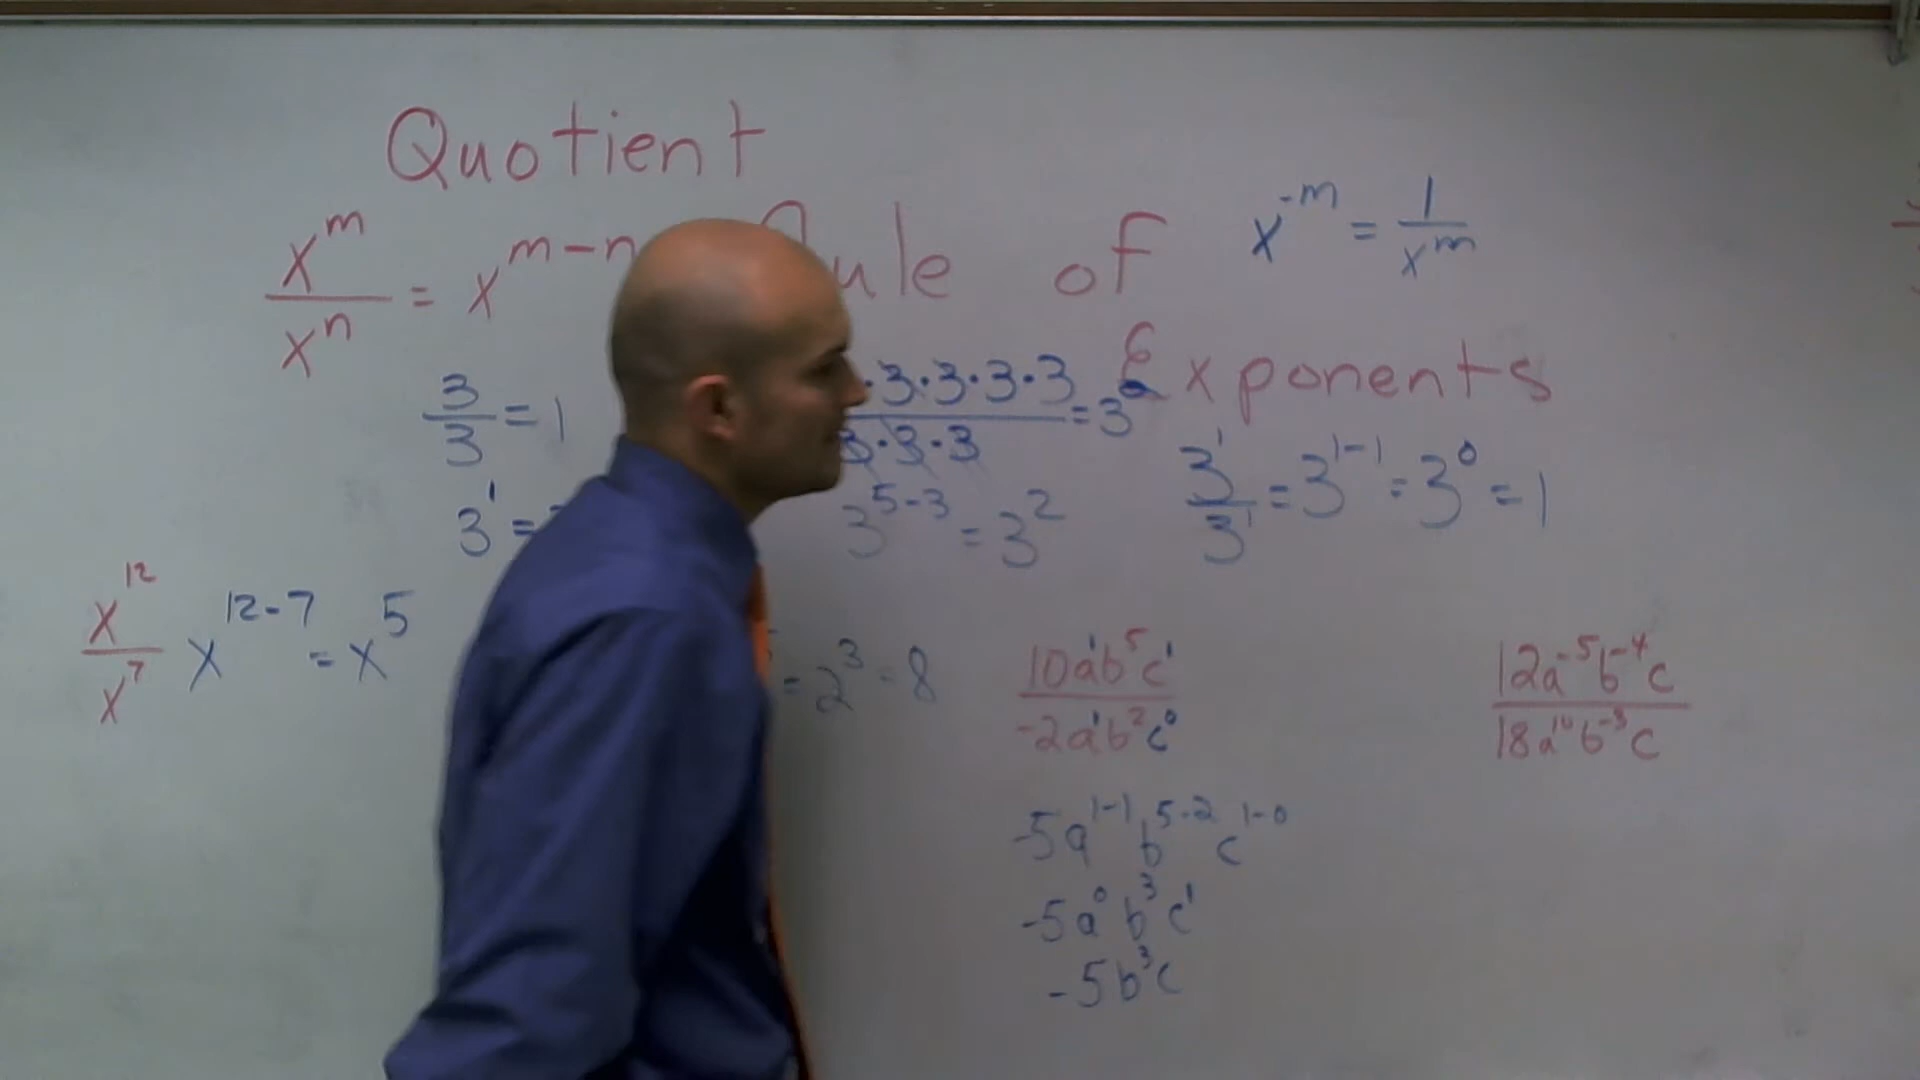 Quotient
Rule of
x^-m = 1/x^m
x^m/x^n = x^m-n
Exponents
3/3 = 1
·3·3·3·3/3·3·3 = 3^2
3^1 =
3^5-3 = 3^2
3^1/3^1 = 3^1-1 = 3^0 = 1
x^12/x^7 x^12-7 = x^5
= 2^3 = 8
10a^1b^5c^1/-2a^1b^2c^0
12a^-5b^-4c/18a^10b^-3c
-5a^1-1 b^5-2 c^1-0
-5a^0 b^3 c^1
-5b^3c